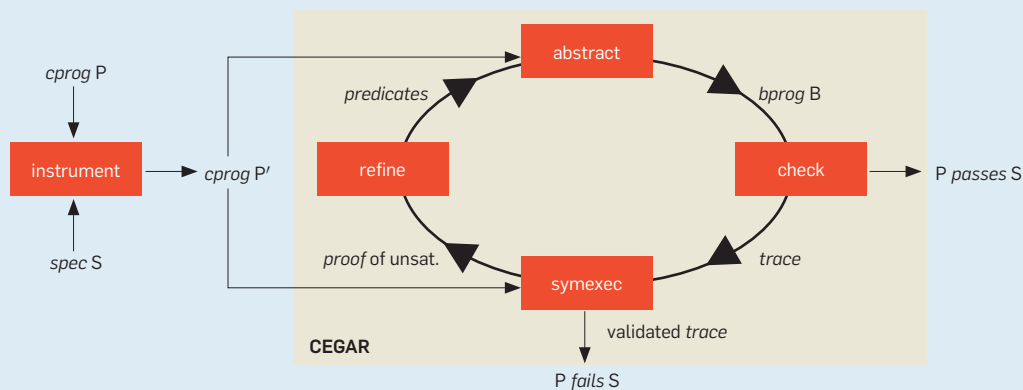 abstract
cprog P
predicates
bprog B
instrument
cprog P′
refine
check
P passes S
spec S
proof of unsat.
trace
symexec
validated trace
CEGAR
P fails S